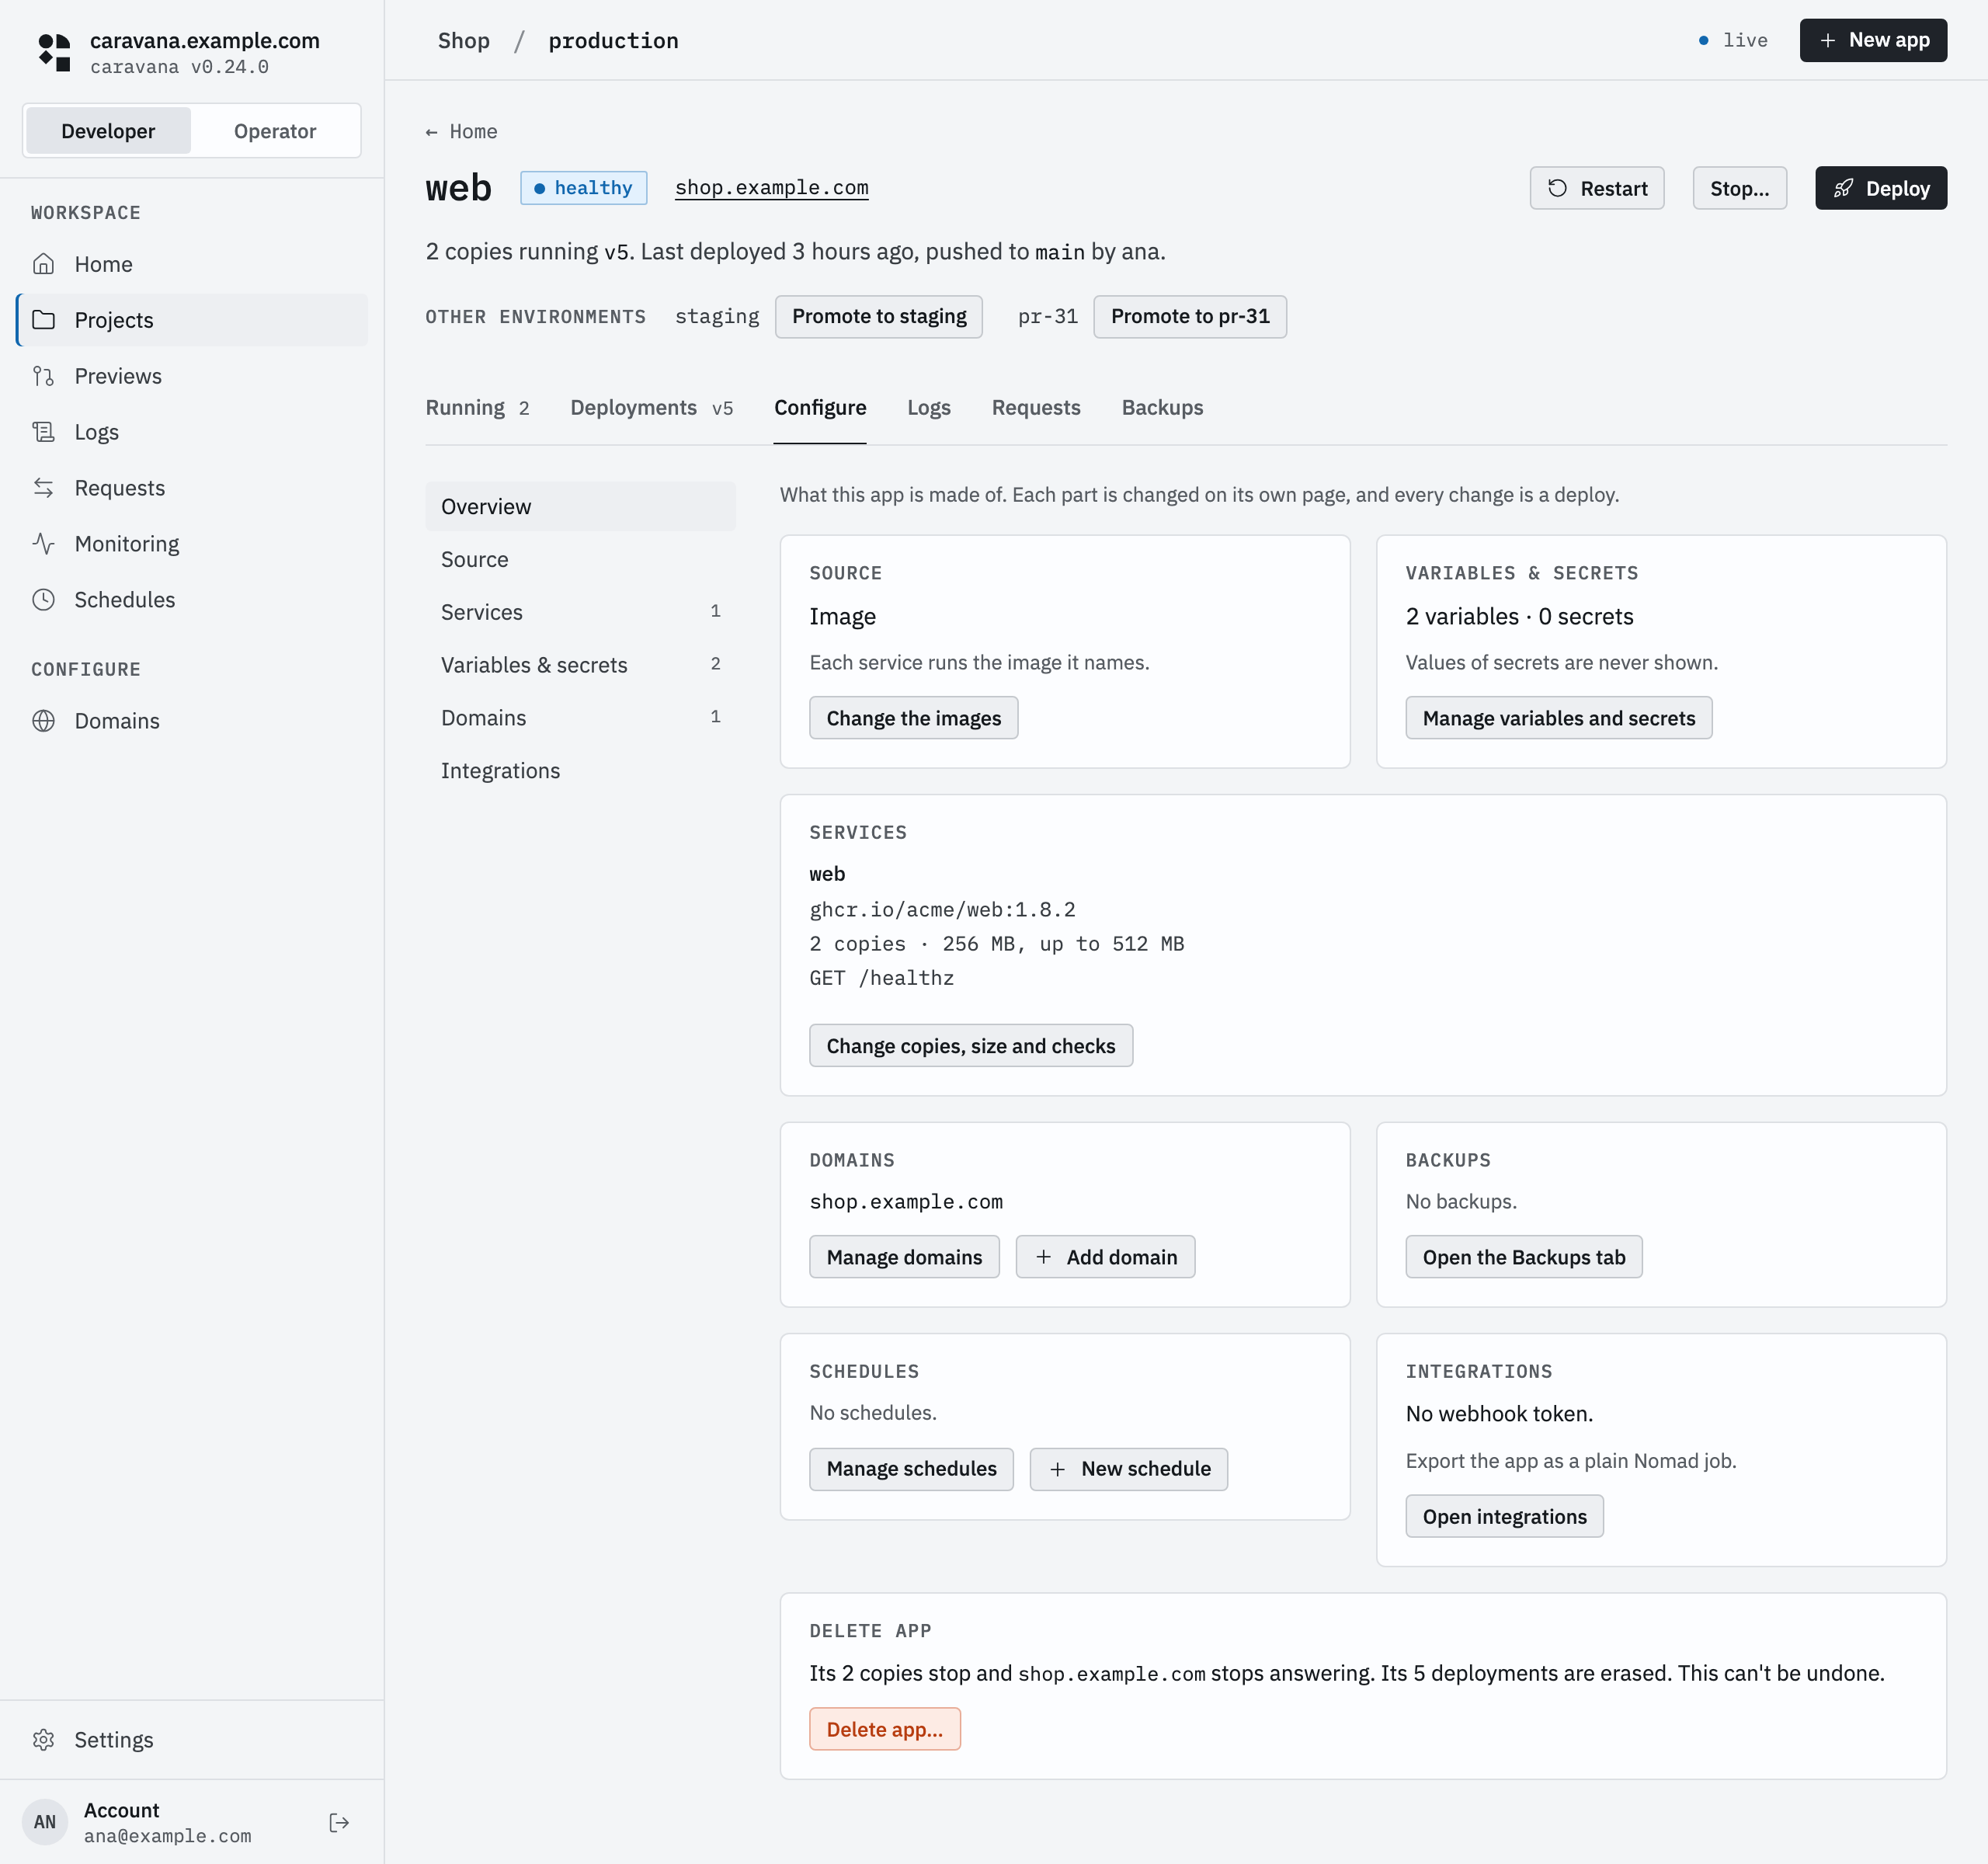 caravana.example.com
caravana v0.24.0
Developer
Operator
WORKSPACE
Home
Projects
Previews
Logs
Requests
Monitoring
Schedules
CONFIGURE
Domains
Settings
AN
Account
ana@example.com
Shop / production
live
+ New app
← Home
web
healthy
shop.example.com
Restart
Stop...
Deploy
2 copies running v5. Last deployed 3 hours ago, pushed to main by ana.
OTHER ENVIRONMENTS staging Promote to staging pr-31 Promote to pr-31
Running 2 Deployments v5 Configure Logs Requests Backups
Overview
Source
Services 1
Variables & secrets 2
Domains 1
Integrations
What this app is made of. Each part is changed on its own page, and every change is a deploy.
SOURCE
Image
Each service runs the image it names.
Change the images
VARIABLES & SECRETS
2 variables · 0 secrets
Values of secrets are never shown.
Manage variables and secrets
SERVICES
web
ghcr.io/acme/web:1.8.2
2 copies · 256 MB, up to 512 MB
GET /healthz
Change copies, size and checks
DOMAINS
shop.example.com
Manage domains
+ Add domain
BACKUPS
No backups.
Open the Backups tab
SCHEDULES
No schedules.
Manage schedules
+ New schedule
INTEGRATIONS
No webhook token.
Export the app as a plain Nomad job.
Open integrations
DELETE APP
Its 2 copies stop and shop.example.com stops answering. Its 5 deployments are erased. This can't be undone.
Delete app...